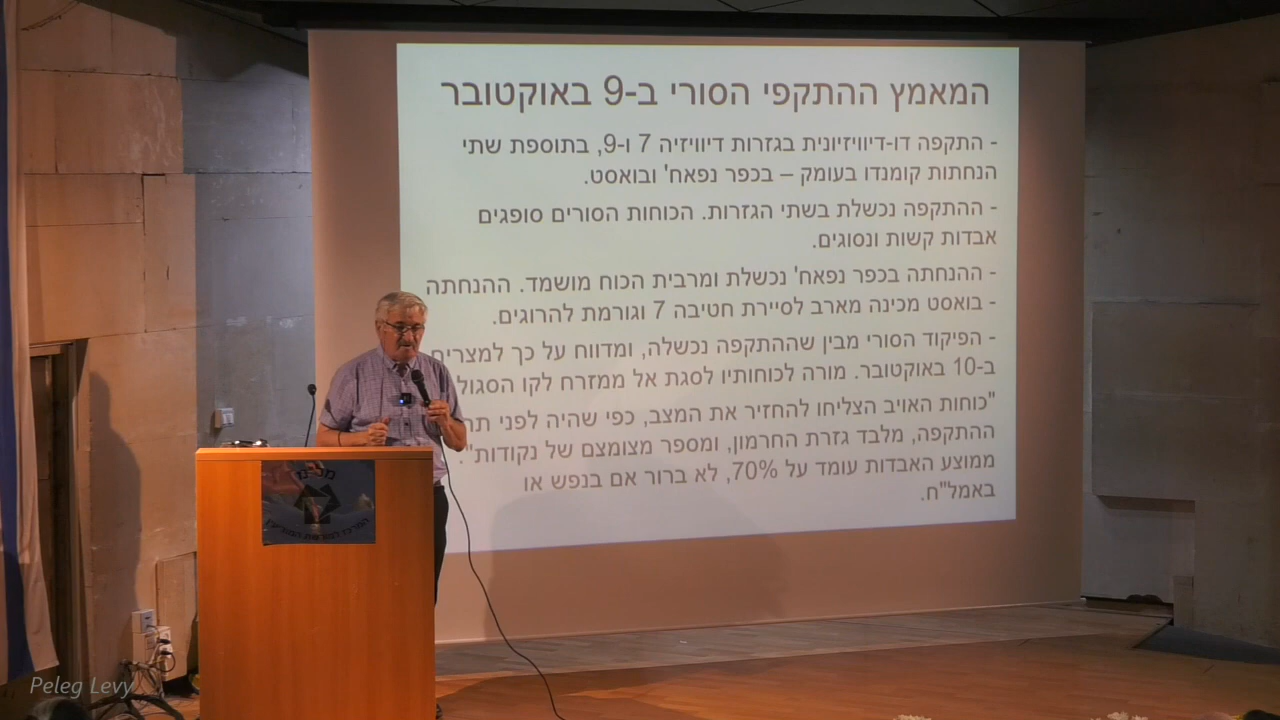 המאמץ ההתקפי הסורי ב-9 באוקטובר
- התקפה דו-דיוויזיונית בגזרות דיוויזיה 7 ו-9, בתוספת שתי
הנחתות קומנדו בעומק – בכפר נפאח' ובואסט.
- ההתקפה נכשלת בשתי הגזרות. הכוחות הסורים סופגים
אבדות קשות ונסוגים.
- ההנחתה בכפר נפאח' נכשלת ומרבית הכוח מושמד. ההנחתה
- בואסט מכינה מארב לסיירת חטיבה 7 וגורמת להרוגים.
- הפיקוד הסורי מבין שההתקפה נכשלה, ומדווח על כך למצרים
ב-10 באוקטובר. מורה לכוחותיו לסגת אל ממזרח לקו הסגול
"כוחות האויב הצליחו להחזיר את המצב, כפי שהיה לפני
ההתקפה, מלבד גזרת החרמון, ומספר מצומצם של נקודות".
ממוצע האבדות עומד על 70%, לא ברור אם בנפש או
באמל"ח.
המרכז למורשת המודיעין
Peleg Levy